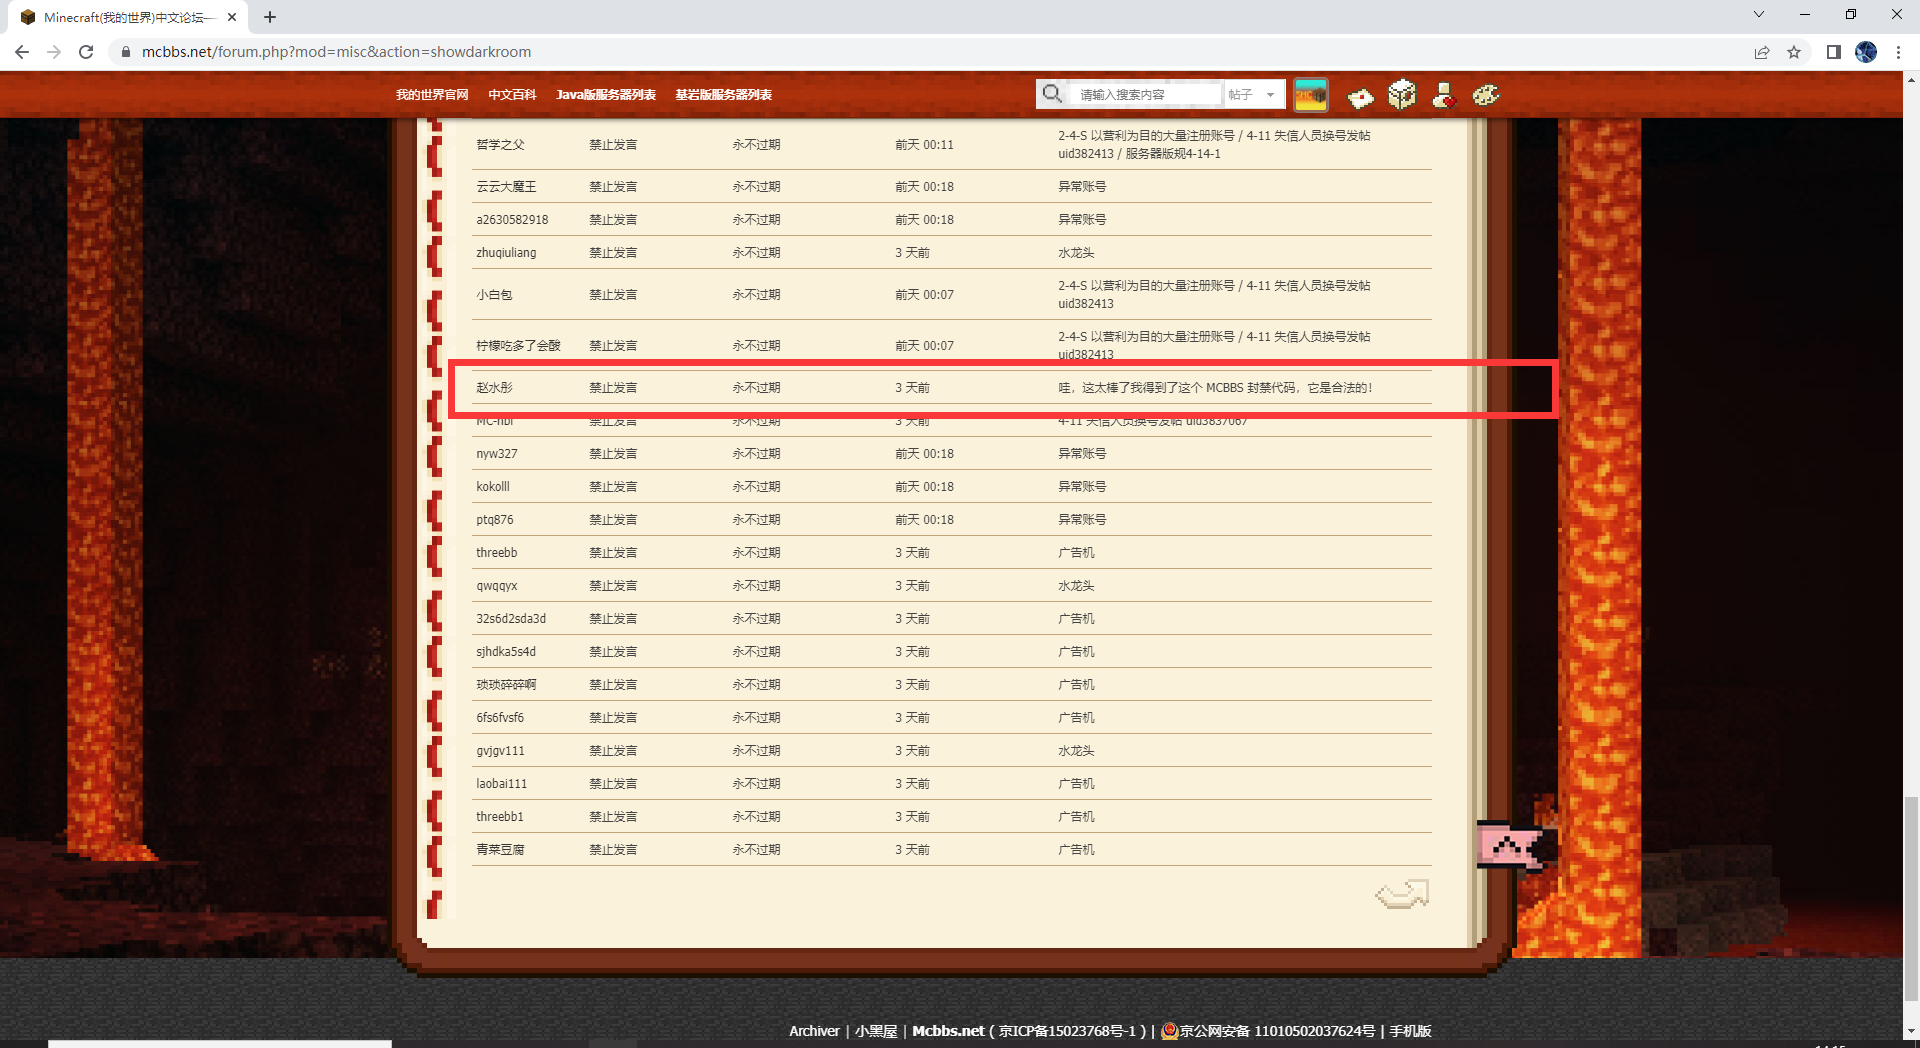 Minecraft(我的世界)中文论坛-
mcbbs.net/forum.php?mod=misc&action=showdarkroom
我的世界官网 中文百科 Java版服务器列表 基岩版服务器列表 请输入搜索内容 帖子
哲学之父 禁止发言 永不过期 前天 00:11 2-4-S 以营利为目的大量注册账号 / 4-11 失信人员换号发帖
uid382413 / 服务器版规4-14-1
云云大魔王 禁止发言 永不过期 前天 00:18 异常账号
a2630582918 禁止发言 永不过期 前天 00:18 异常账号
zhuqiuliang 禁止发言 永不过期 3 天前 水龙头
小白包 禁止发言 永不过期 前天 00:07 2-4-S 以营利为目的大量注册账号 / 4-11 失信人员换号发帖
uid382413
柠檬吃多了会酸 禁止发言 永不过期 前天 00:07 2-4-S 以营利为目的大量注册账号 / 4-11 失信人员换号发帖
uid382413
赵水彤 禁止发言 永不过期 3 天前 哇，这太棒了我得到了这个 MCBBS 封禁代码，它是合法的！
禁止发言 永不过期 3 天前 4-11 失信人员换号发帖 uid3837067
nyw327 禁止发言 永不过期 前天 00:18 异常账号
kokolll 禁止发言 永不过期 前天 00:18 异常账号
ptq876 禁止发言 永不过期 前天 00:18 异常账号
threebb 禁止发言 永不过期 3 天前 广告机
qwqqyx 禁止发言 永不过期 3 天前 水龙头
32s6d2sda3d 禁止发言 永不过期 3 天前 广告机
sjhdka5s4d 禁止发言 永不过期 3 天前 广告机
琐琐碎碎啊 禁止发言 永不过期 3 天前 广告机
6fs6fvsf6 禁止发言 永不过期 3 天前 广告机
gvjgv111 禁止发言 永不过期 3 天前 水龙头
laobai111 禁止发言 永不过期 3 天前 广告机
threebb1 禁止发言 永不过期 3 天前 广告机
青菜豆腐 禁止发言 永不过期 3 天前 广告机
Archiver | 小黑屋 | Mcbbs.net ( 京ICP备15023768号-1 ) | 京公网安备 11010502037624号 | 手机版